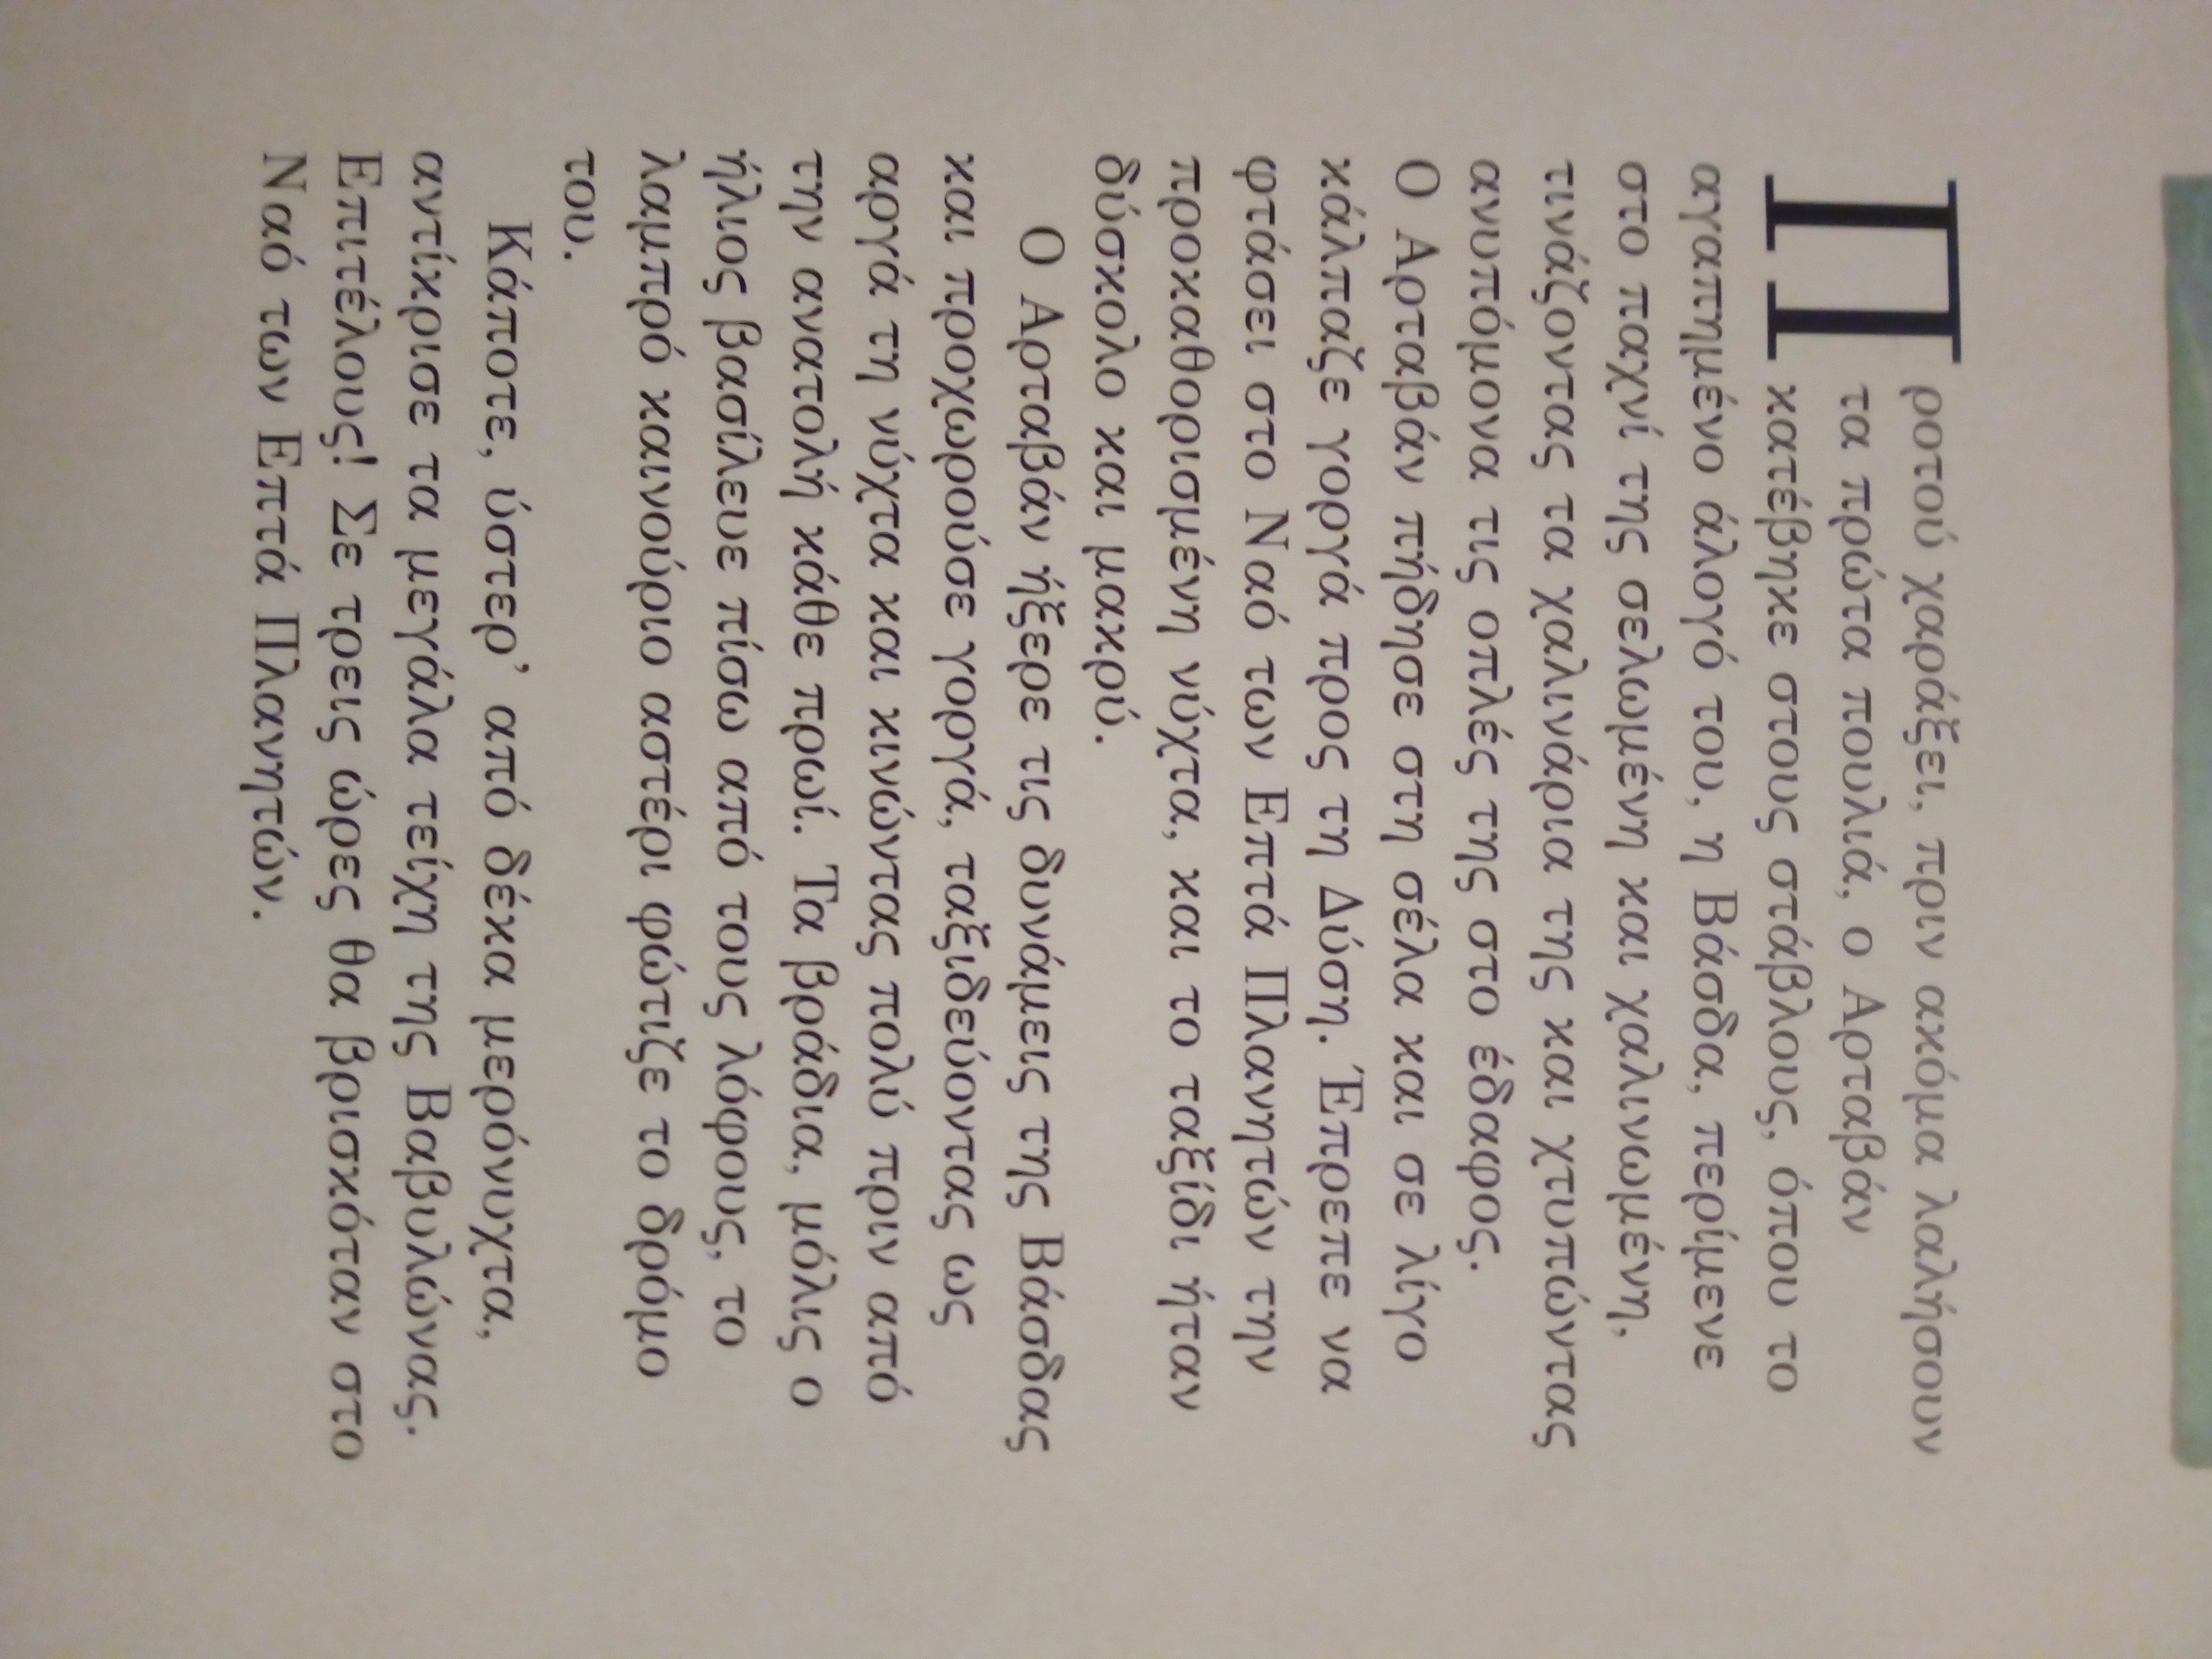 Προτού χαράξει, πριν ακόμα λαλήσουν
τα πρώτα πουλιά, ο Αρταβάν
κατέβηκε στους στάβλους, όπου το
αγαπημένο άλογό του, η Βάσδα, περίμενε
στο παχνί της σελωμένη και χαλινωμένη,
τινάζοντας τα χαλινάρια της και χτυπώντας
ανυπόμονα τις οπλές της στο έδαφος.
Ο Αρταβάν πήδησε στη σέλα και σε λίγο
κάλπαζε γοργά προς τη Δύση. Έπρεπε να
φτάσει στο Ναό των Επτά Πλανητών την
προκαθορισμένη νύχτα, και το ταξίδι ήταν
δύσκολο και μακρύ.
Ο Αρταβάν ήξερε τις δυνάμεις της Βάσδας
και προχωρούσε γοργά, ταξιδεύοντας ως
αργά τη νύχτα και κινώντας πολύ πριν από
την ανατολή κάθε πρωί. Τα βράδια, μόλις ο
ήλιος βασίλευε πίσω από τους λόφους, το
λαμπρό καινούριο αστέρι φώτιζε το δρόμο
του.
Κάποτε, ύστερ' από δέκα μερόνυχτα,
αντίκρισε τα μεγάλα τείχη της Βαβυλώνας.
Επιτέλους! Σε τρεις ώρες θα βρισκόταν στο
Ναό των Επτά Πλανητών.